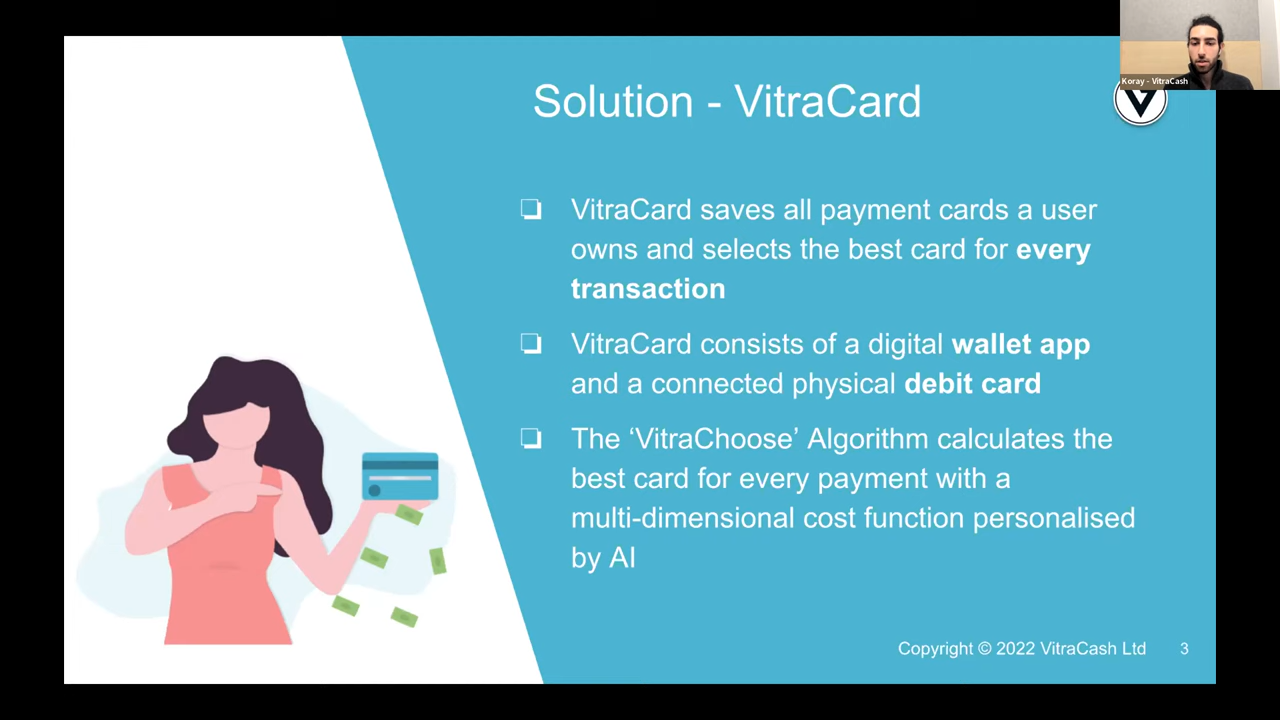 Koray - VitraCash
Solution - VitraCard
❏ VitraCard saves all payment cards a user
owns and selects the best card for every
transaction
❏ VitraCard consists of a digital wallet app
and a connected physical debit card
❏ The ‘VitraChoose’ Algorithm calculates the
best card for every payment with a
multi-dimensional cost function personalised
by AI
Copyright © 2022 VitraCash Ltd 3